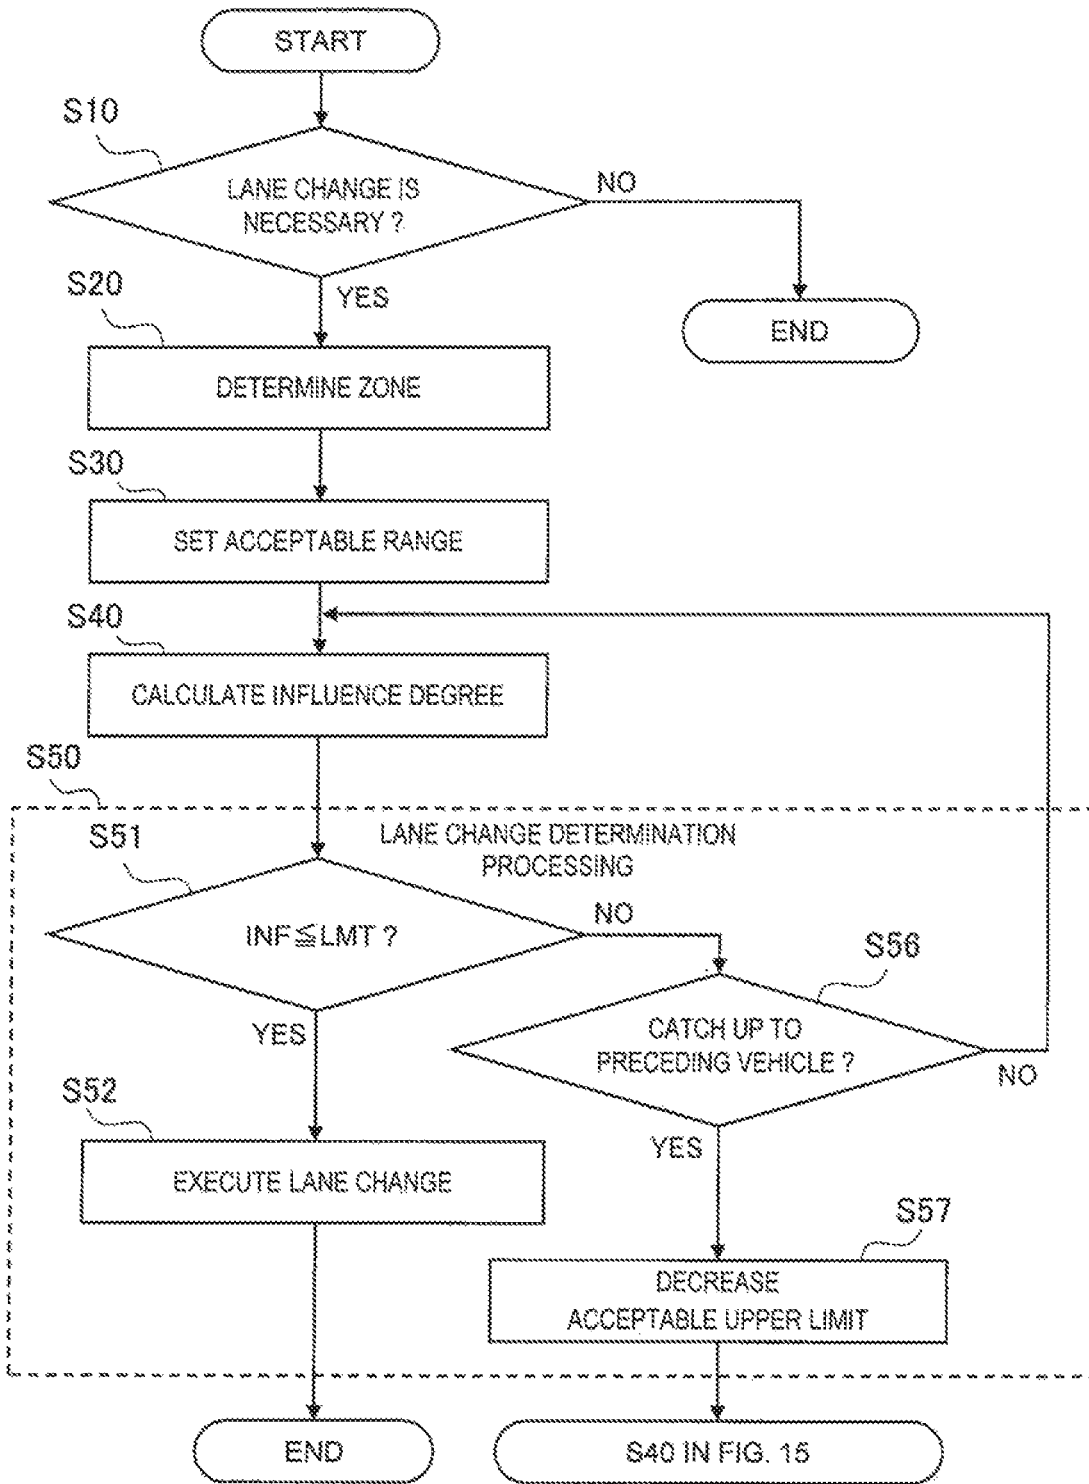 START
S10
LANE CHANGE IS
NECESSARY ?
NO
YES
END
S20
DETERMINE ZONE
S30
SET ACCEPTABLE RANGE
S40
CALCULATE INFLUENCE DEGREE
S50
LANE CHANGE DETERMINATION
PROCESSING
S51
INF≦LMT ?
NO
YES
S56
CATCH UP TO
PRECEDING VEHICLE ?
NO
YES
S52
EXECUTE LANE CHANGE
S57
DECREASE
ACCEPTABLE UPPER LIMIT
END
S40 IN FIG. 15